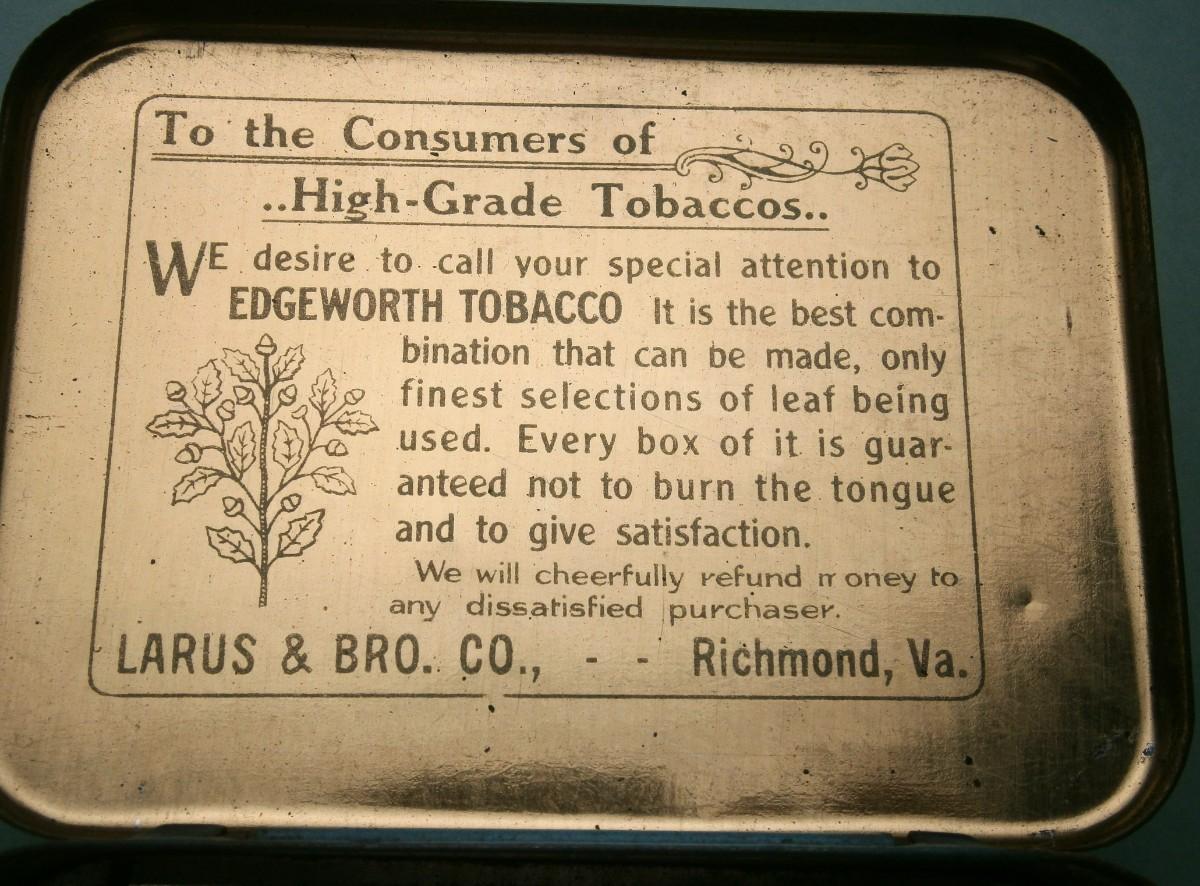 To the Consumers of
..High-Grade Tobaccos..
WE desire to call your special attention to
EDGEWORTH TOBACCO It is the best com-
bination that can be made, only
finest selections of leaf being
used. Every box of it is guar-
anteed not to burn the tongue
and to give satisfaction.
We will cheerfully refund money to
any dissatisfied purchaser.
LARUS & BRO. CO., - - Richmond, Va.